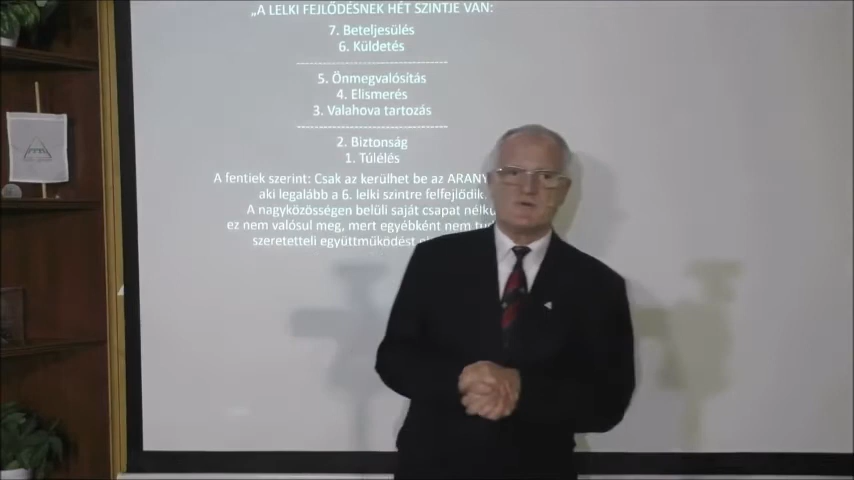 „A LELKI FEJLŐDÉSNEK HÉT SZINTJE VAN:
7. Beteljesülés
6. Küldetés
5. Önmegvalósítás
4. Elismerés
3. Valahova tartozás
2. Biztonság
1. Túlélés
A fentiek szerint: Csak az kerülhet be az ARANY
aki legalább a 6. lelki szintre felfejlődik
A nagyközösségen belüli saját csapat nélkül
ez nem valósul meg, mert egyébként nem
szeretetteli együttműködést